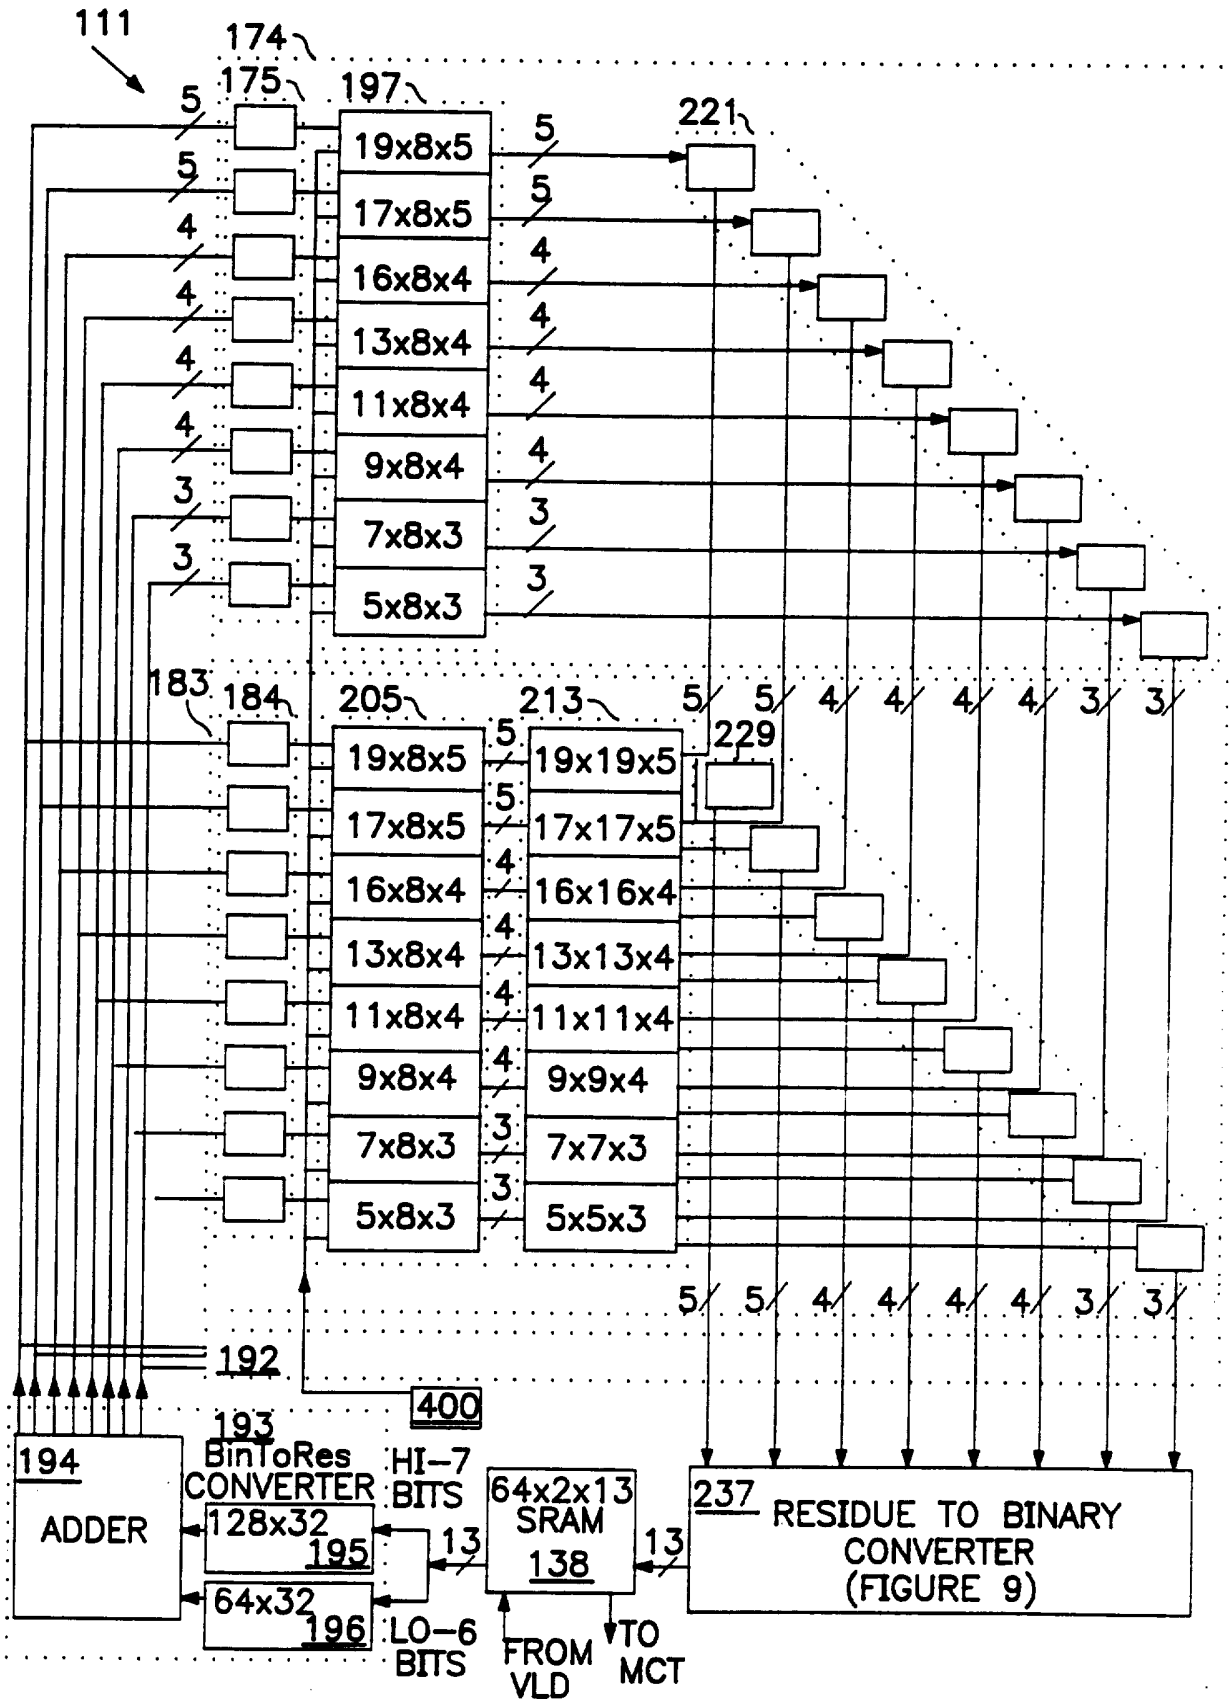 111
174
175
197
221
5
19x8x5
5
5
17x8x5
5
4
16x8x4
4
4
13x8x4
4
4
11x8x4
4
4
9x8x4
4
3
7x8x3
3
3
5x8x3
3
183
184
205
213
5
5
4
4
4
4
3
3
229
19x8x5
5
19x19x5
17x8x5
5
17x17x5
16x8x4
4
16x16x4
13x8x4
4
13x13x4
11x8x4
4
11x11x4
9x8x4
4
9x9x4
7x8x3
3
7x7x3
5x8x3
3
5x5x3
5
5
4
4
4
4
3
3
192
400
193
BinToRes
CONVERTER
194
ADDER
128x32
195
64x32
196
HI-7
BITS
LO-6
BITS
13
64x2x13
SRAM
138
13
FROM
VLD
TO
MCT
237
RESIDUE TO BINARY
CONVERTER
(FIGURE 9)